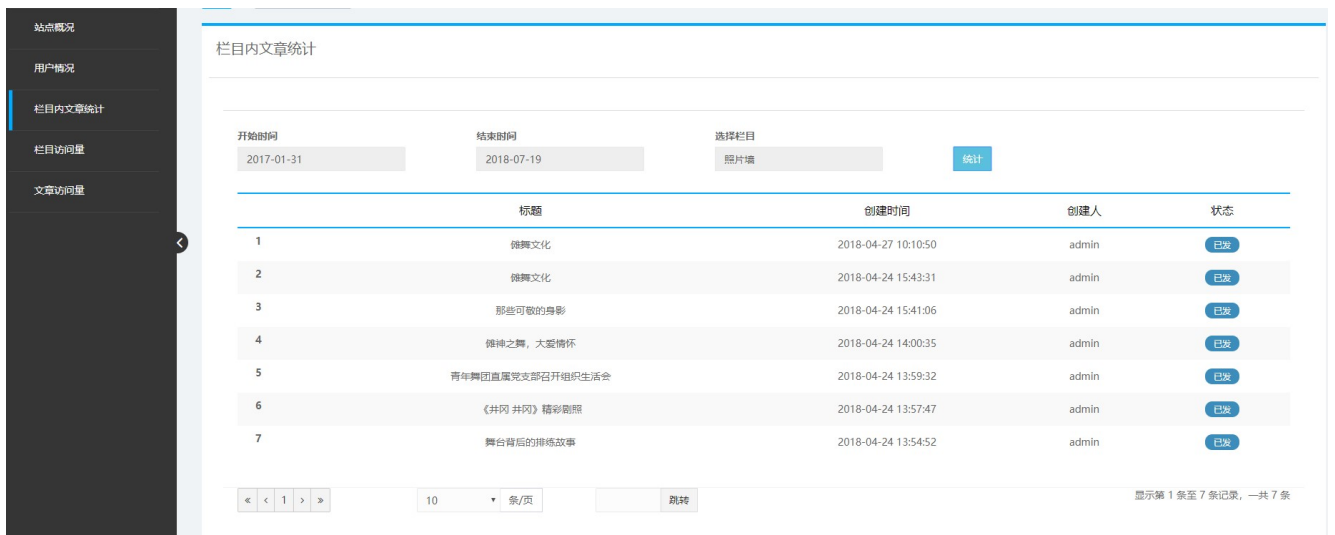 站点概况
用户情况
栏目内文章统计
栏目访问量
文章访问量
栏目内文章统计
开始时间 结束时间 选择栏目
2017-01-31 2018-07-19 照片墙 统计
标题 创建时间 创建人 状态
1 傩舞文化 2018-04-27 10:10:50 admin 已发
2 傩舞文化 2018-04-24 15:43:31 admin 已发
3 那些可敬的身影 2018-04-24 15:41:06 admin 已发
4 傩神之舞，大爱情怀 2018-04-24 14:00:35 admin 已发
5 青年舞团直属党支部召开组织生活会 2018-04-24 13:59:32 admin 已发
6 《井冈 井冈》精彩剧照 2018-04-24 13:57:47 admin 已发
7 舞台背后的排练故事 2018-04-24 13:54:52 admin 已发
« ‹ 1 › » 10 条/页 跳转 显示第 1 条至 7 条记录，一共 7 条